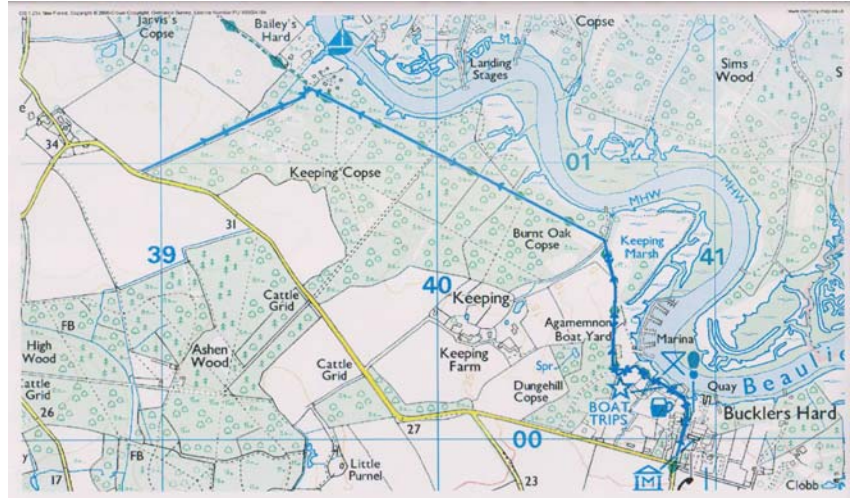 Jarvis's
Copse
Bailey's
Hard
Copse
Landing
Stages
Sims
Wood
S
e
34
01
Keeping Copse
MHW
MHW
31
Burnt Oak
Copse
Keeping
Marsh
39
40
41
Cattle
Grid
Keeping
FB
High
Wood
Ashen
Wood
Agamemnon
Boat Yard
Marina
Keeping
Farm
Cattle
Grid
Spr
Dungehill
Copse
Quay
Beaulie
Cattle
Grid
26
BOAT
TRIPS
Bucklers Hard
27
00
FB
Little
Purnel
M
17
23
Clobb
y